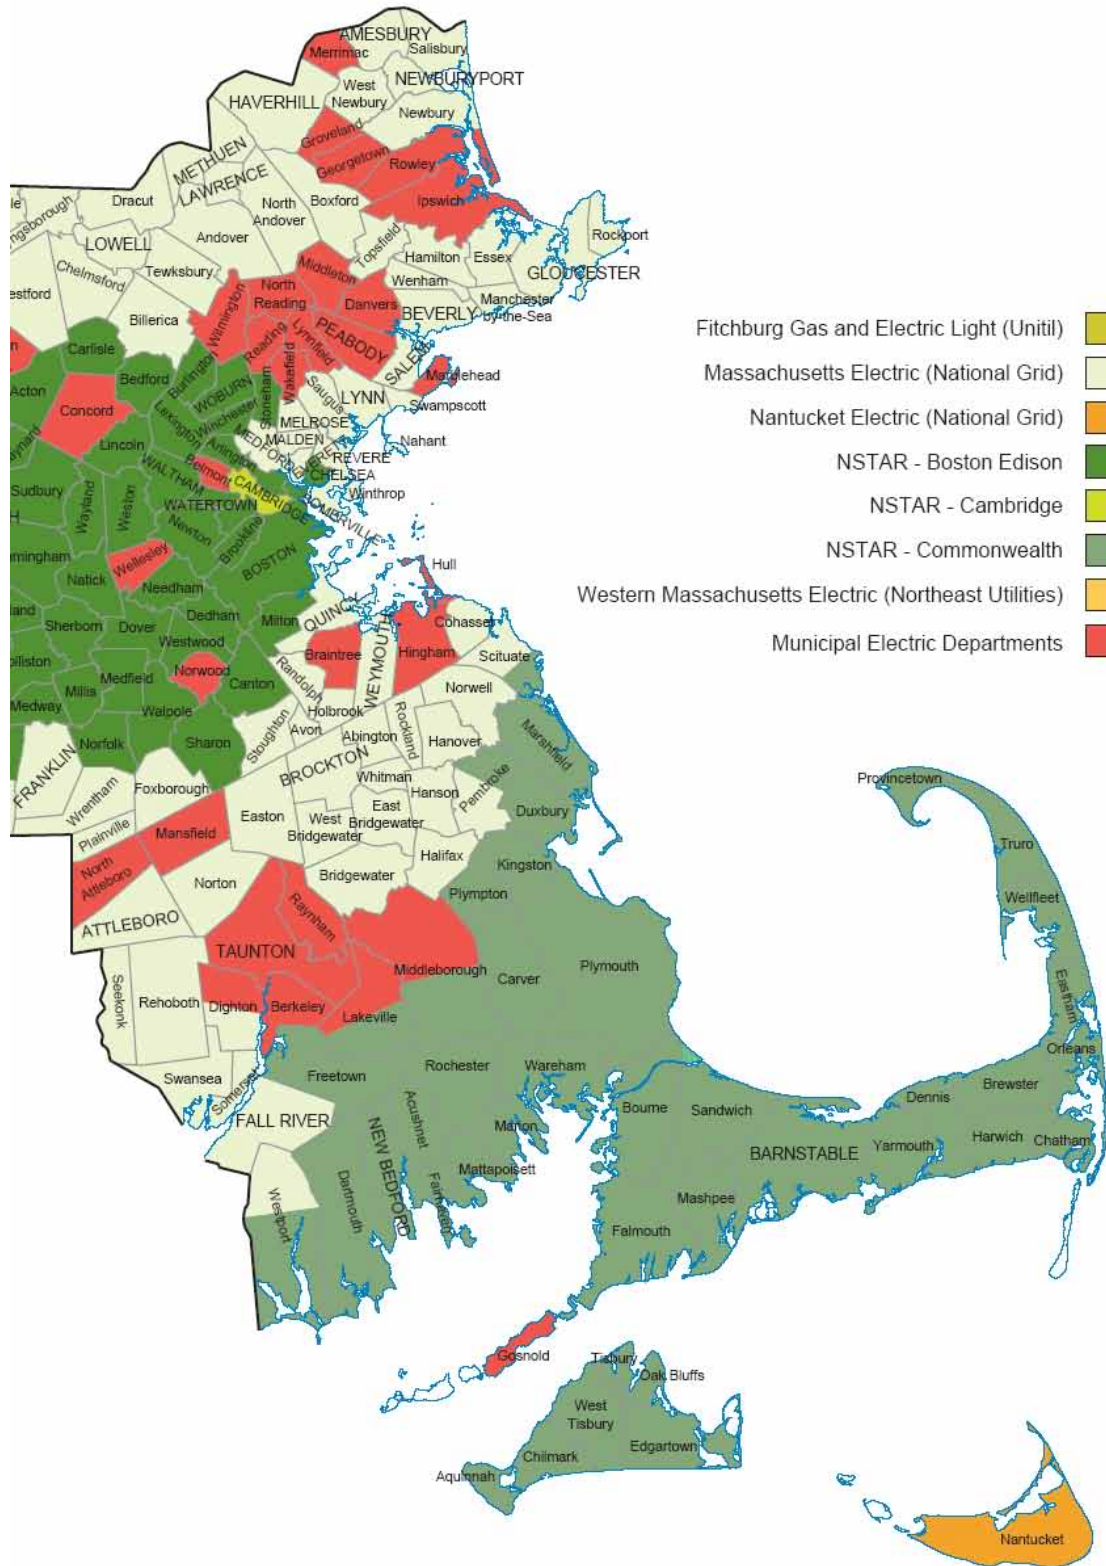 AMESBURY
Merrimac
Salisbury
NEWBURYPORT
West
Newbury
HAVERHILL
Newbury
Groveland
METHUEN
Georgetown
Rowley
LAWRENCE
Boxford
Ipswich
Dracut
North
Andover
ngsborough
Andover
Rockport
LOWELL
Topsfield
Hamilton
Essex
Tewksbury
Chelmsford
Middleton
Wenham
GLOUCESTER
estford
North
Reading
Danvers
Manchester
by-the-Sea
BEVERLY
Billerica
Wilmington
PEABODY
Reading
Lynnfield
Carlisle
SALEM
Bedford
Burlington
Wakefield
Marblehead
Acton
WOBURN
Stoneham
Saugus
LYNN
Swampscott
Concord
Winchester
Lexington
MELROSE
MALDEN
MEDFORD
Nahant
Lincoln
Arlington
REVERE
Belmont
CHELSEA
WALTHAM
CAMBRIDGE
Winthrop
Sudbury
Wayland
Weston
WATERTOWN
SOMERVILLE
Newton
Brookline
BOSTON
Wellesley
Natick
Needham
Hull
Dedham
Milton
QUINCY
Sherborn
Dover
Westwood
WEYMOUTH
Cohasset
Braintree
Hingham
Scituate
olliston
Medfield
Norwood
Canton
Randolph
Millis
Norwell
Medway
Walpole
Holbrook
Norfolk
Sharon
Stoughton
Avon
Abington
Rockland
Hanover
Marshfield
FRANKLIN
Wrentham
Foxborough
BROCKTON
Whitman
Hanson
Pembroke
Plainville
Mansfield
Easton
West
Bridgewater
East
Bridgewater
Duxbury
North
Attleboro
Halifax
Kingston
Norton
Bridgewater
Plympton
ATTLEBORO
Raynham
TAUNTON
Middleborough
Carver
Plymouth
Seekonk
Rehoboth
Dighton
Berkeley
Lakeville
Swansea
Somerset
Freetown
Rochester
Wareham
FALL RIVER
Acushnet
Marion
NEW BEDFORD
Mattapoisett
Westport
Dartmouth
Fairhaven
Fitchburg Gas and Electric Light (Unitil)
Massachusetts Electric (National Grid)
Nantucket Electric (National Grid)
NSTAR - Boston Edison
NSTAR - Cambridge
NSTAR - Commonwealth
Western Massachusetts Electric (Northeast Utilities)
Municipal Electric Departments
Provincetown
Truro
Wellfleet
Eastham
Orleans
Brewster
Dennis
Bourne
Sandwich
BARNSTABLE
Yarmouth
Harwich
Chatham
Mashpee
Falmouth
Gosnold
Tisbury
Oak Bluffs
West
Tisbury
Edgartown
Chilmark
Aquinnah
Nantucket